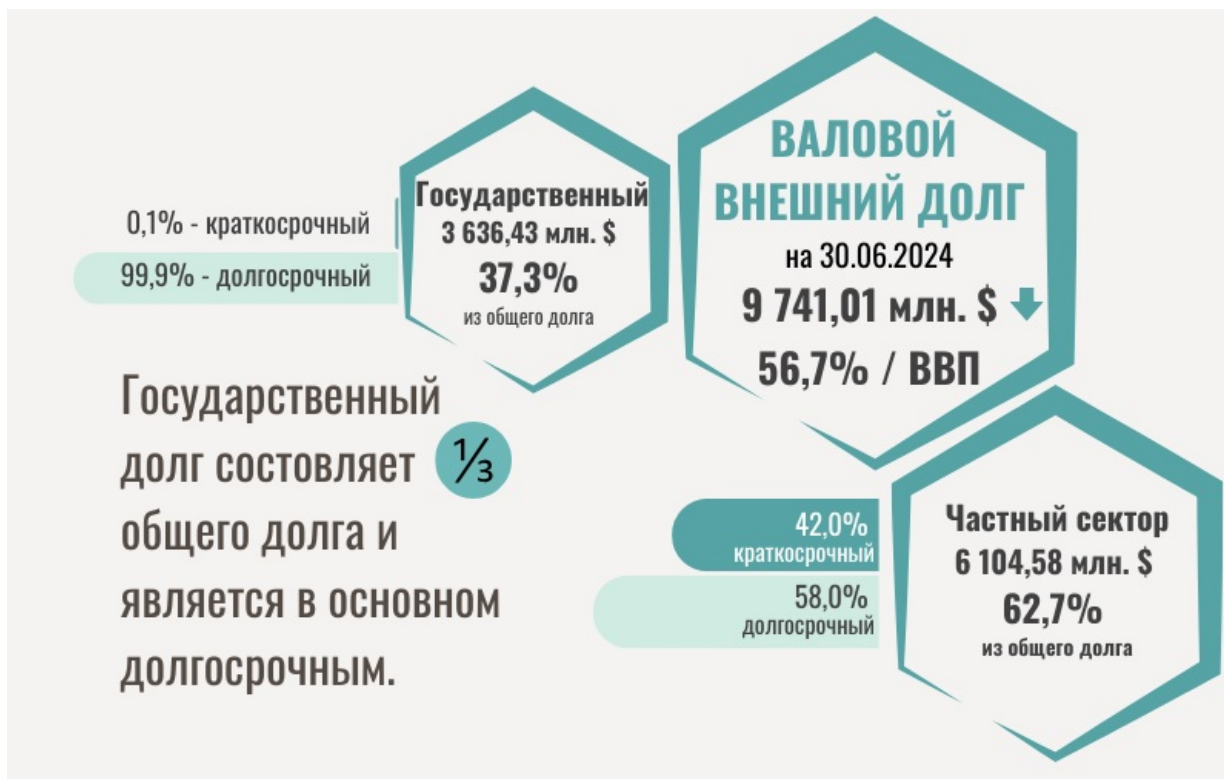 ВАЛОВОЙ
ВНЕШНИЙ ДОЛГ
на 30.06.2024
9 741,01 млн. $
56,7% / ВВП
Государственный
3 636,43 млн. $
37,3%
из общего долга
0,1% - краткосрочный
99,9% - долгосрочный
Государственный
долг состовляет ⅓
общего долга и
является в основном
долгосрочным.
Частный сектор
6 104,58 млн. $
62,7%
из общего долга
42,0%
краткосрочный
58,0%
долгосрочный